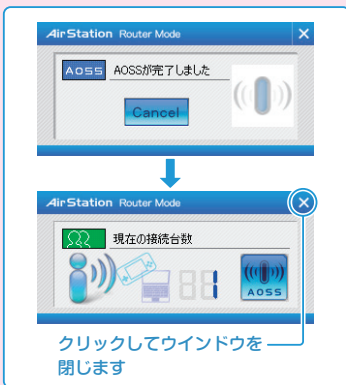 AirStation Router Mode
AOSS AOSSが完了しました
Cancel
AirStation Router Mode
現在の接続台数
1
AOSS
クリックしてウインドウを
閉じます